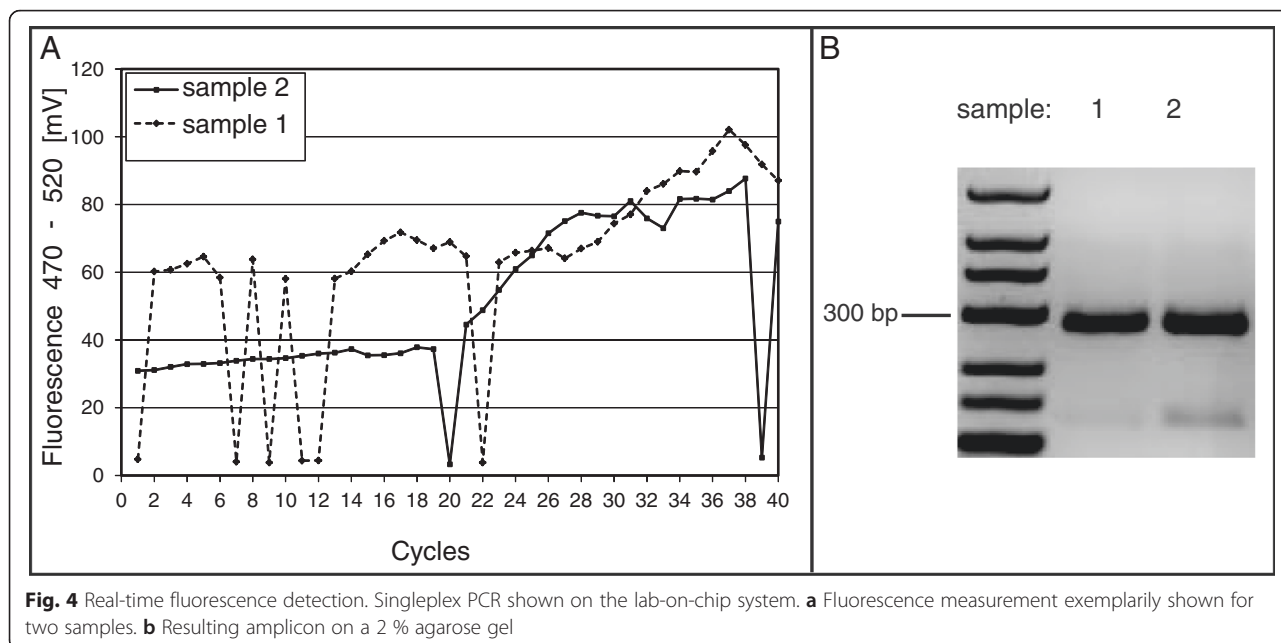 A
Fluorescence 470 - 520 [mV]
120
100
80
60
40
20
0
sample 2
sample 1
0 2 4 6 8 10 12 14 16 18 20 22 24 26 28 30 32 34 36 38 40
Cycles
B
sample: 1 2
300 bp
Fig. 4 Real-time fluorescence detection. Singleplex PCR shown on the lab-on-chip system. a Fluorescence measurement exemplarily shown for
two samples. b Resulting amplicon on a 2 % agarose gel